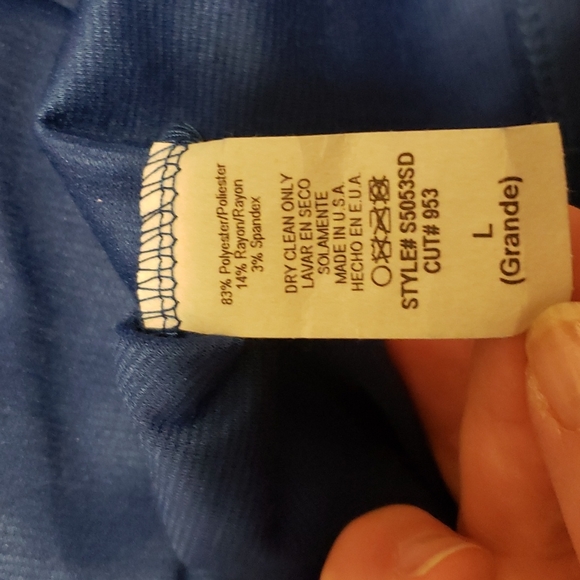 83% Polyester/Poliester
14% Rayon/Rayon
3% Spandex
DRY CLEAN ONLY
LAVAR EN SECO
SOLAMENTE
MADE IN U.S.A.
HECHO EN E.U.A.
STYLE# S5053SD
CUT# 953
L
(Grande)